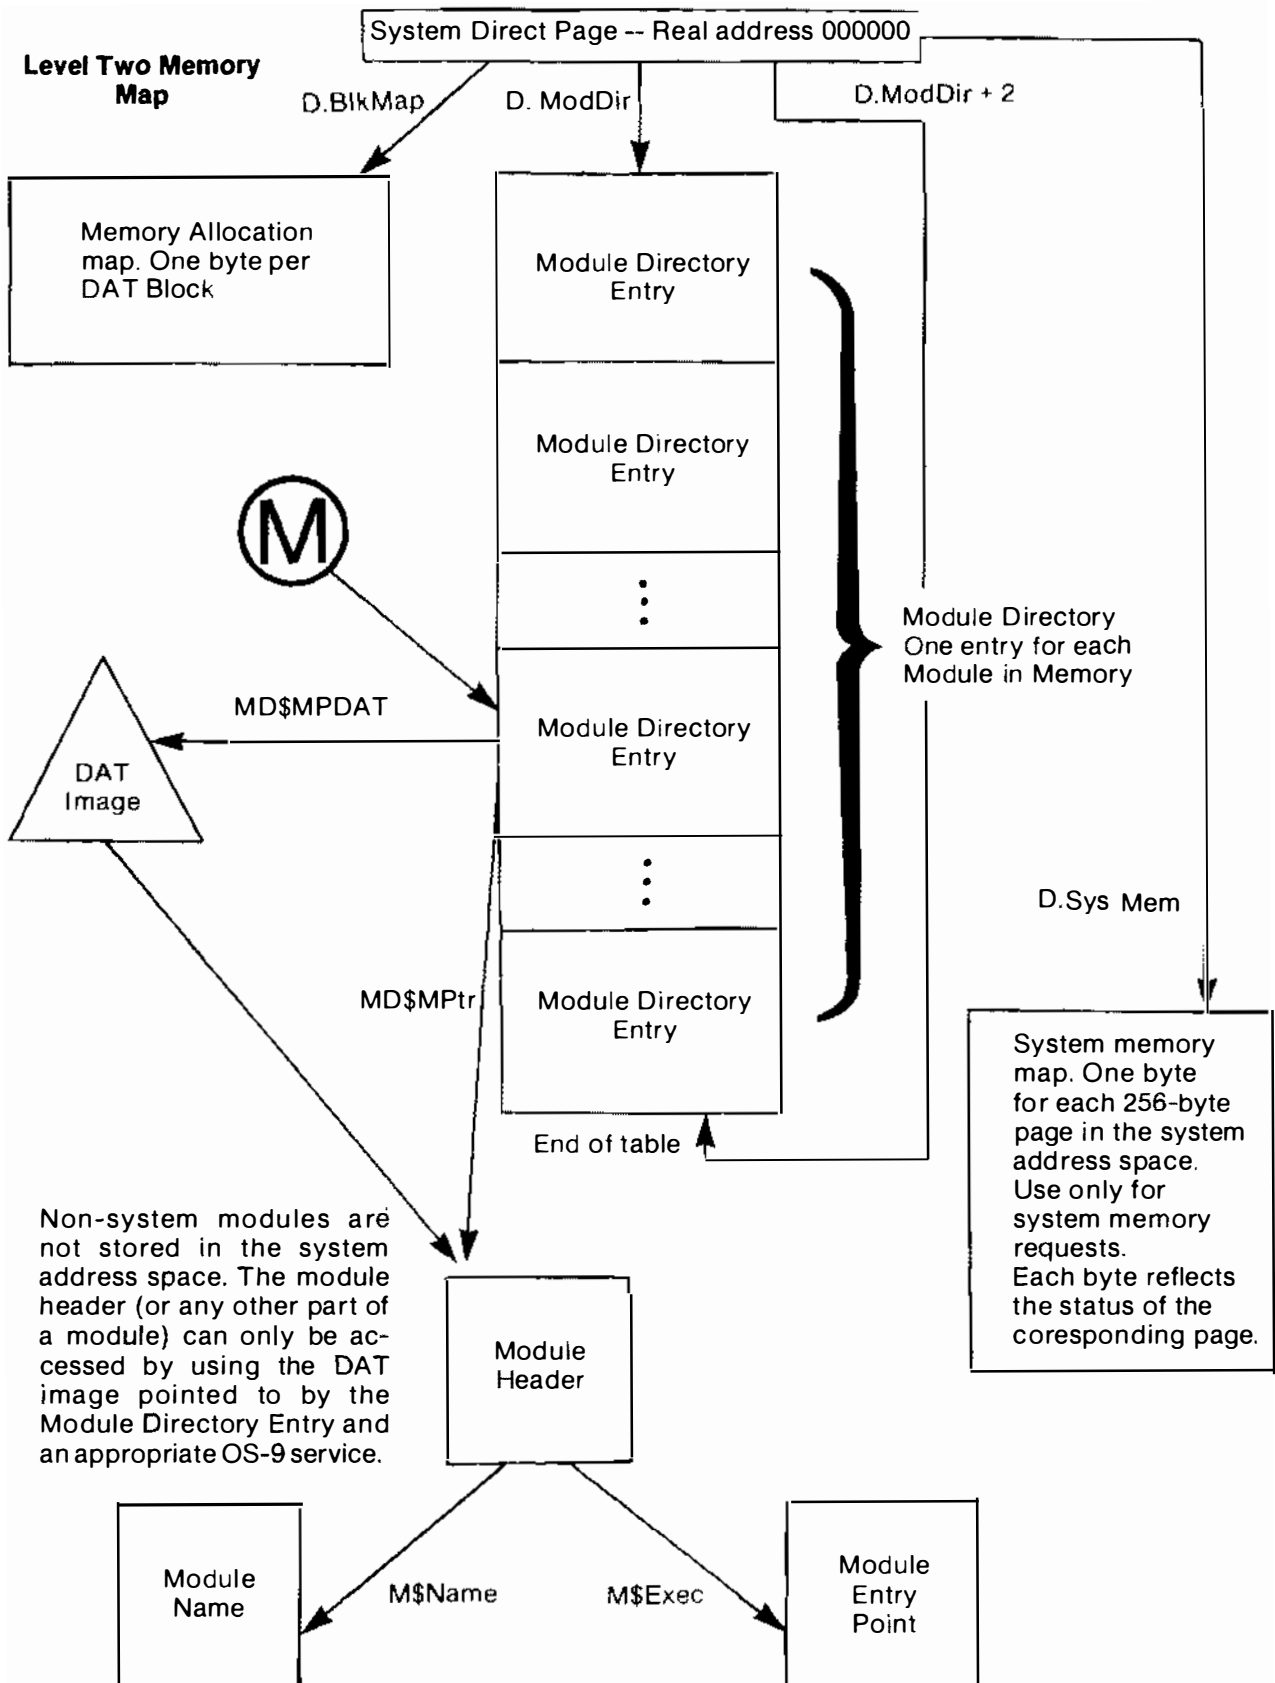 System Direct Page -- Real address 000000
Level Two Memory
Map
D.BlkMap
D. ModDir
D.ModDir + 2
Memory Allocation
map. One byte per
DAT Block
Module Directory
Entry
Module Directory
Entry
M
Module Directory
One entry for each
Module in Memory
MD$MPDAT
Module Directory
Entry
DAT
Image
D.Sys Mem
MD$MPtr
Module Directory
Entry
System memory
map. One byte
for each 256-byte
page in the system
address space.
Use only for
system memory
requests.
Each byte reflects
the status of the
coresponding page.
End of table
Non-system modules are
not stored in the system
address space. The module
header (or any other part of
a module) can only be ac-
cessed by using the DAT
image pointed to by the
Module Directory Entry and
an appropriate OS-9 service.
Module
Header
Module
Name
M$Name
M$Exec
Module
Entry
Point